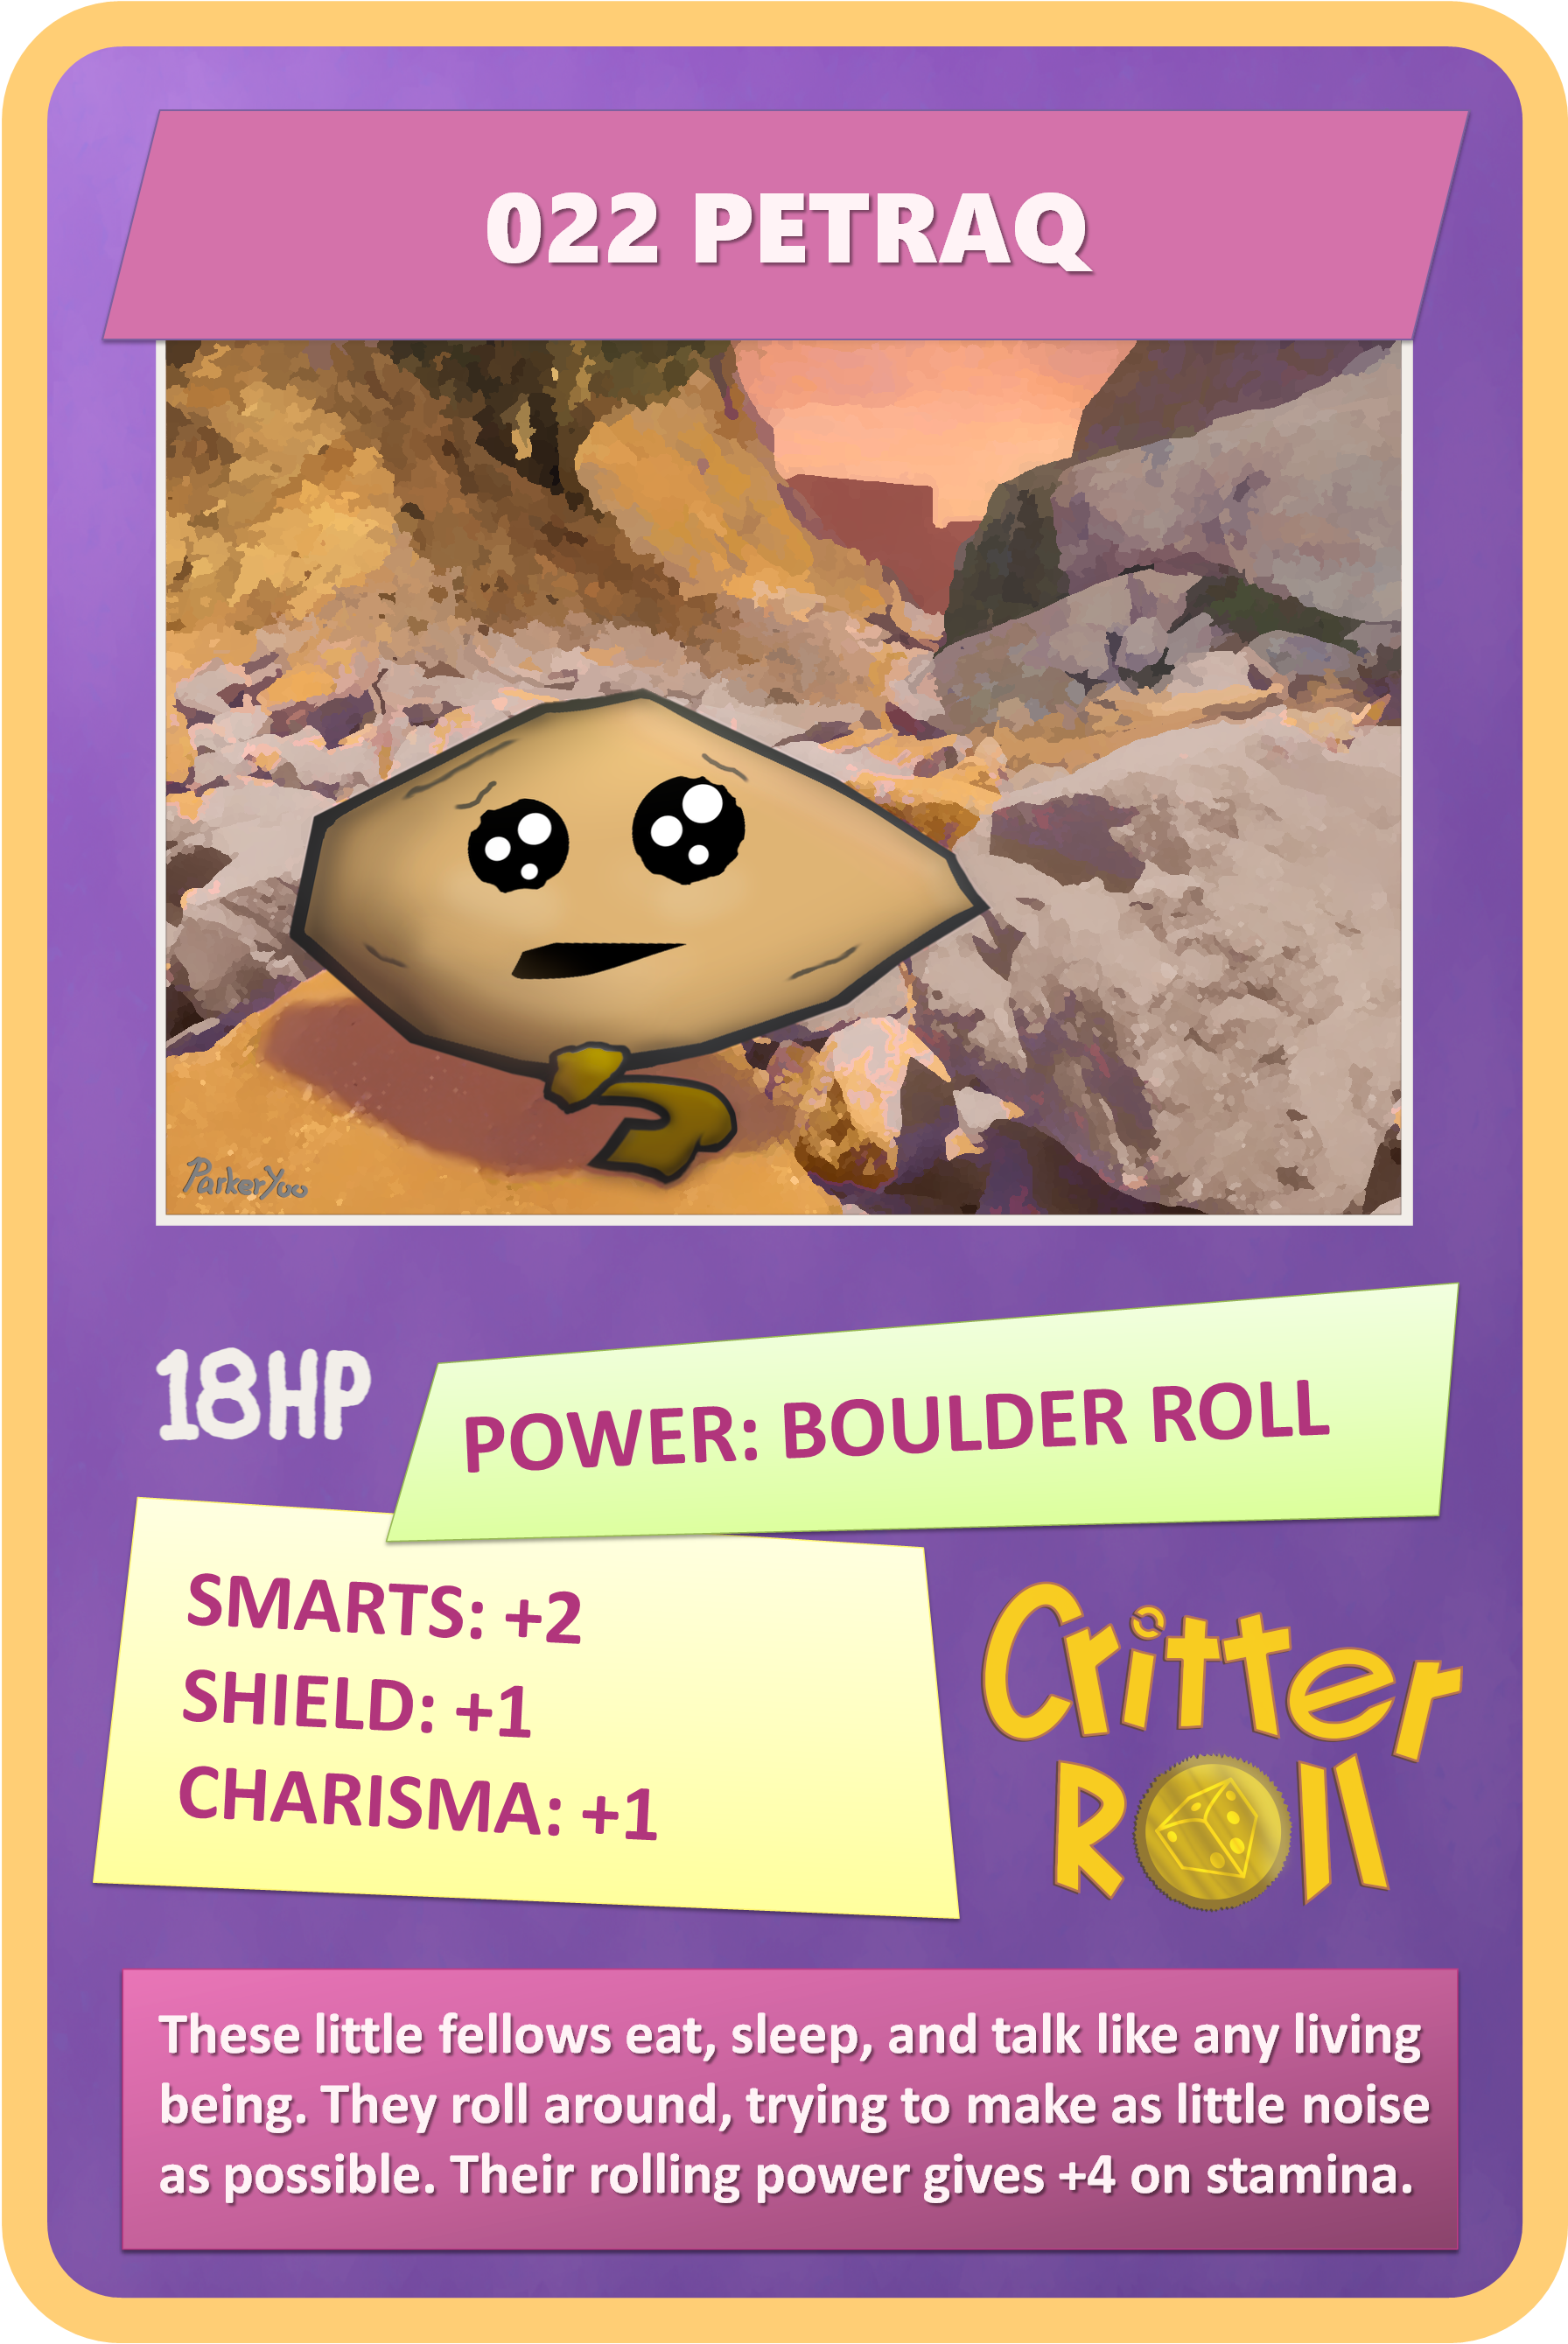 022 PETRAQ
ParkerYoo
18HP
POWER: BOULDER ROLL
SMARTS: +2
SHIELD: +1
CHARISMA: +1
Critter
Roll
These little fellows eat, sleep, and talk like any living
being. They roll around, trying to make as little noise
as possible. Their rolling power gives +4 on stamina.